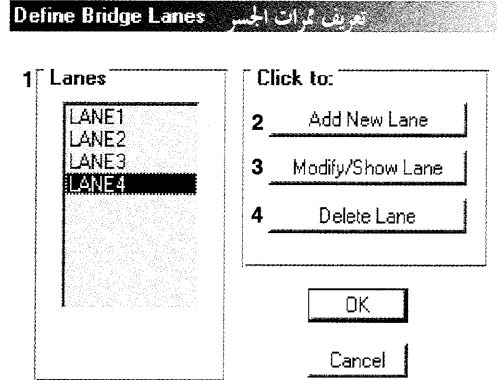 Define Bridge Lanes تعريف ممرات الجسر
1 Lanes
LANE1
LANE2
LANE3
LANE4
Click to:
2 Add New Lane
3 Modify/Show Lane
4 Delete Lane
OK
Cancel